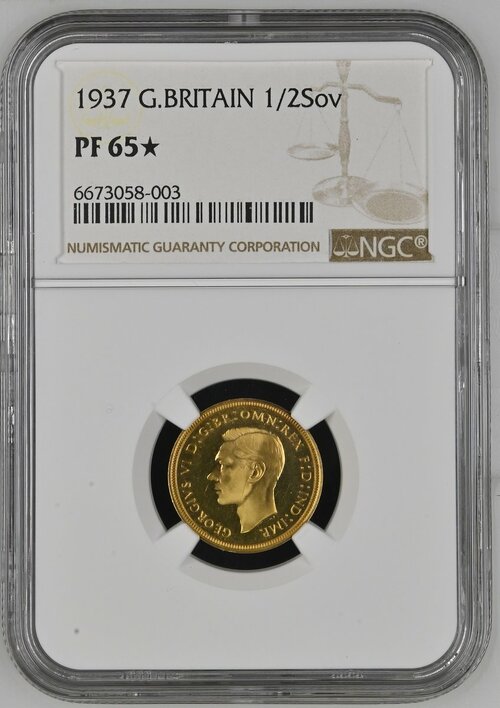 1937 G.BRITAIN 1/2Sov
PF 65★
6673058-003
NUMISMATIC GUARANTY CORPORATION
NGC®
GEORGIVS VI D:G:BR:OMN:REX F:D:IND:IMP.